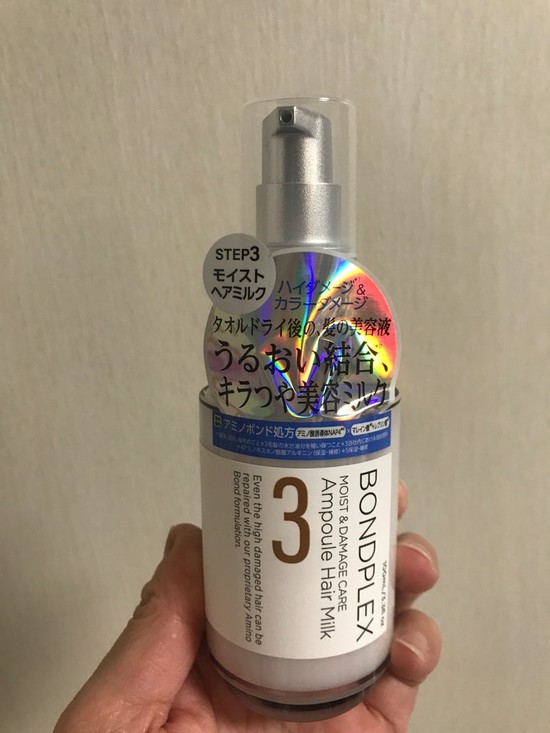 STEP3
モイスト
ヘアミルク
ハイダメージ&
カラーダメージ
タオルドライ後の、髪の美容液
うるおい結合、
キラつや美容ミルク
アミノボンド処方
BONDPLEX
MOIST & DAMAGE CARE
Ampoule Hair Milk
3
Even the high damaged hair can be
repaired with our proprietary Amino
Bond formulation.